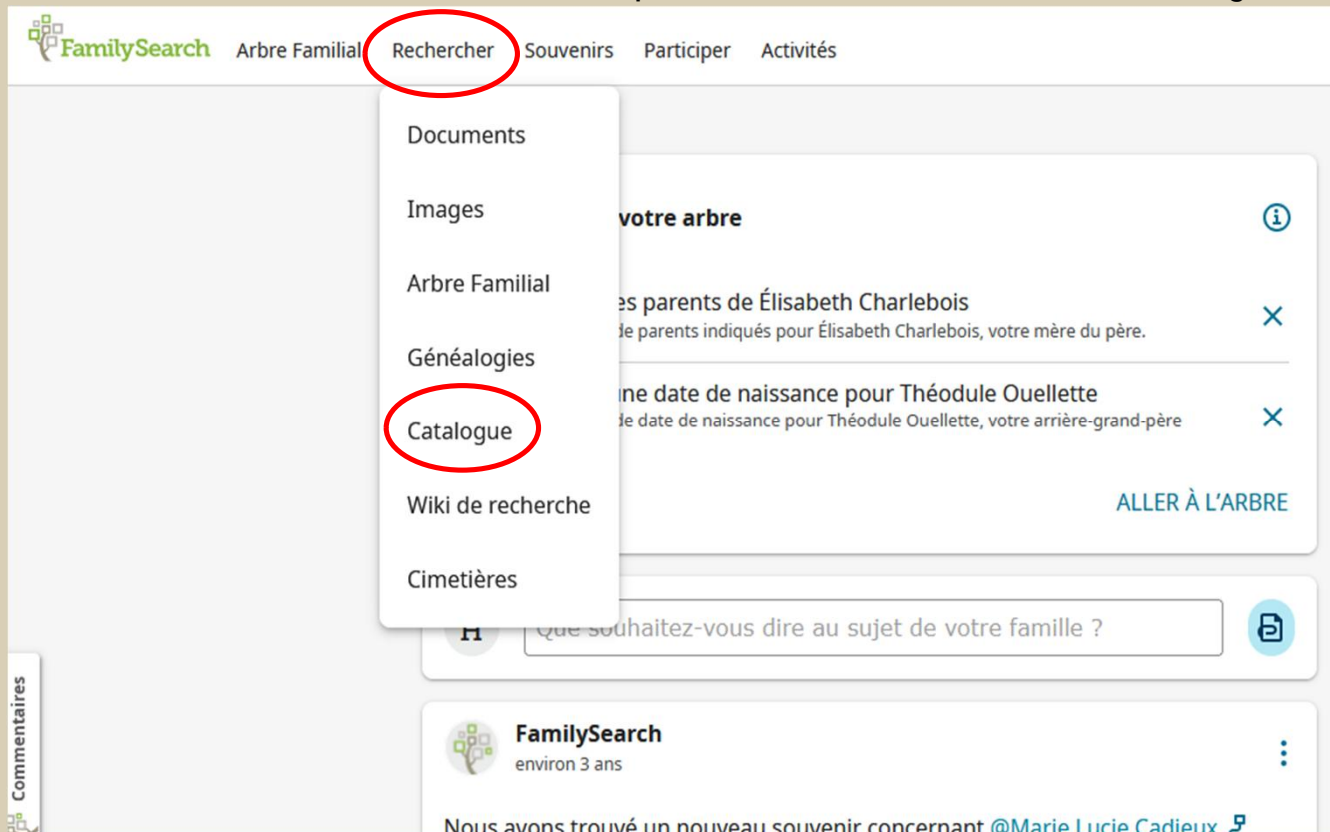 FamilySearch Arbre Familial Rechercher Souvenirs Participer Activités
Documents
Images
Arbre Familial
Généalogies
Catalogue
Wiki de recherche
Cimetières
votre arbre
es parents de Élisabeth Charlebois
de parents indiqués pour Élisabeth Charlebois, votre mère du père.
ne date de naissance pour Théodule Ouellette
de date de naissance pour Théodule Ouellette, votre arrière-grand-père
ALLER À L'ARBRE
H Que souhaitez-vous dire au sujet de votre famille ?
Commentaires
FamilySearch
environ 3 ans
Nous avons trouvé un nouveau souvenir concernant @Marie Lucie Cadieux